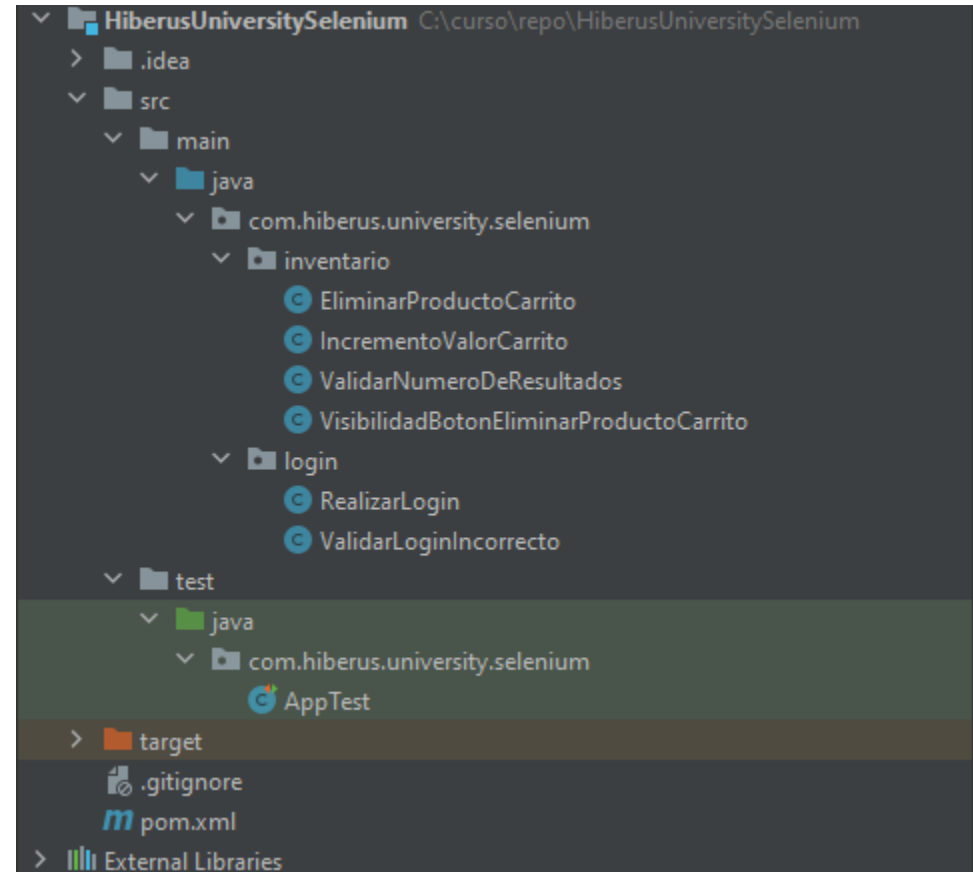 HiberusUniversitySelenium C:\curso\repo\HiberusUniversitySelenium
.idea
src
main
java
com.hiberus.university.selenium
inventario
EliminarProductoCarrito
IncrementoValorCarrito
ValidarNumeroDeResultados
VisibilidadBotonEliminarProductoCarrito
login
RealizarLogin
ValidarLoginIncorrecto
test
java
com.hiberus.university.selenium
AppTest
target
.gitignore
pom.xml
External Libraries